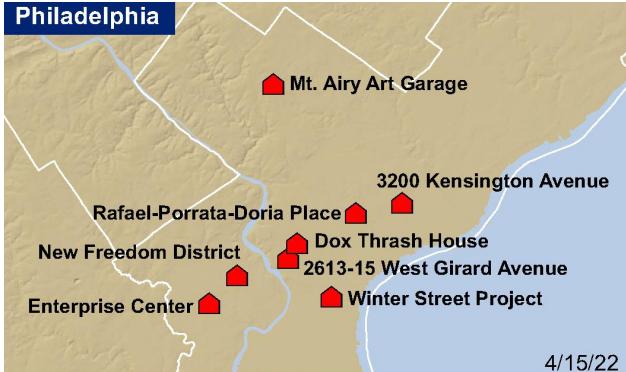 Philadelphia
Mt. Airy Art Garage
3200 Kensington Avenue
Rafael-Porrata-Doria Place
Dox Thrash House
New Freedom District
2613-15 West Girard Avenue
Enterprise Center
Winter Street Project
4/15/22